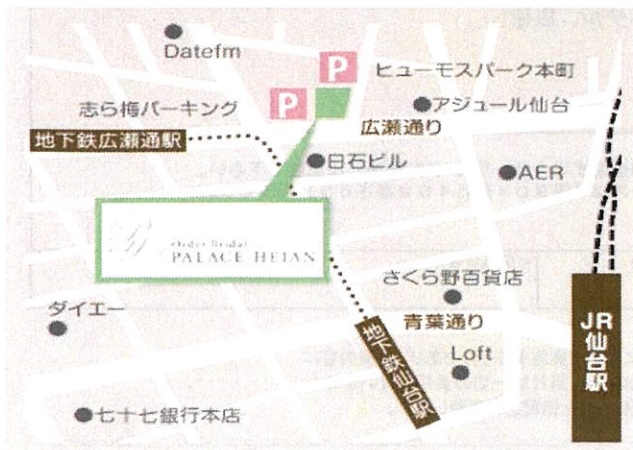 Datefm
P
ヒューモスパーク本町
志ら梅パーキング
P
アジュール仙台
地下鉄広瀬通駅
広瀬通り
日石ビル
AER
Order Bridal
PALACE HEIAN
さくら野百貨店
ダイエー
青葉通り
地下鉄仙台駅
JR仙台駅
Loft
七十七銀行本店